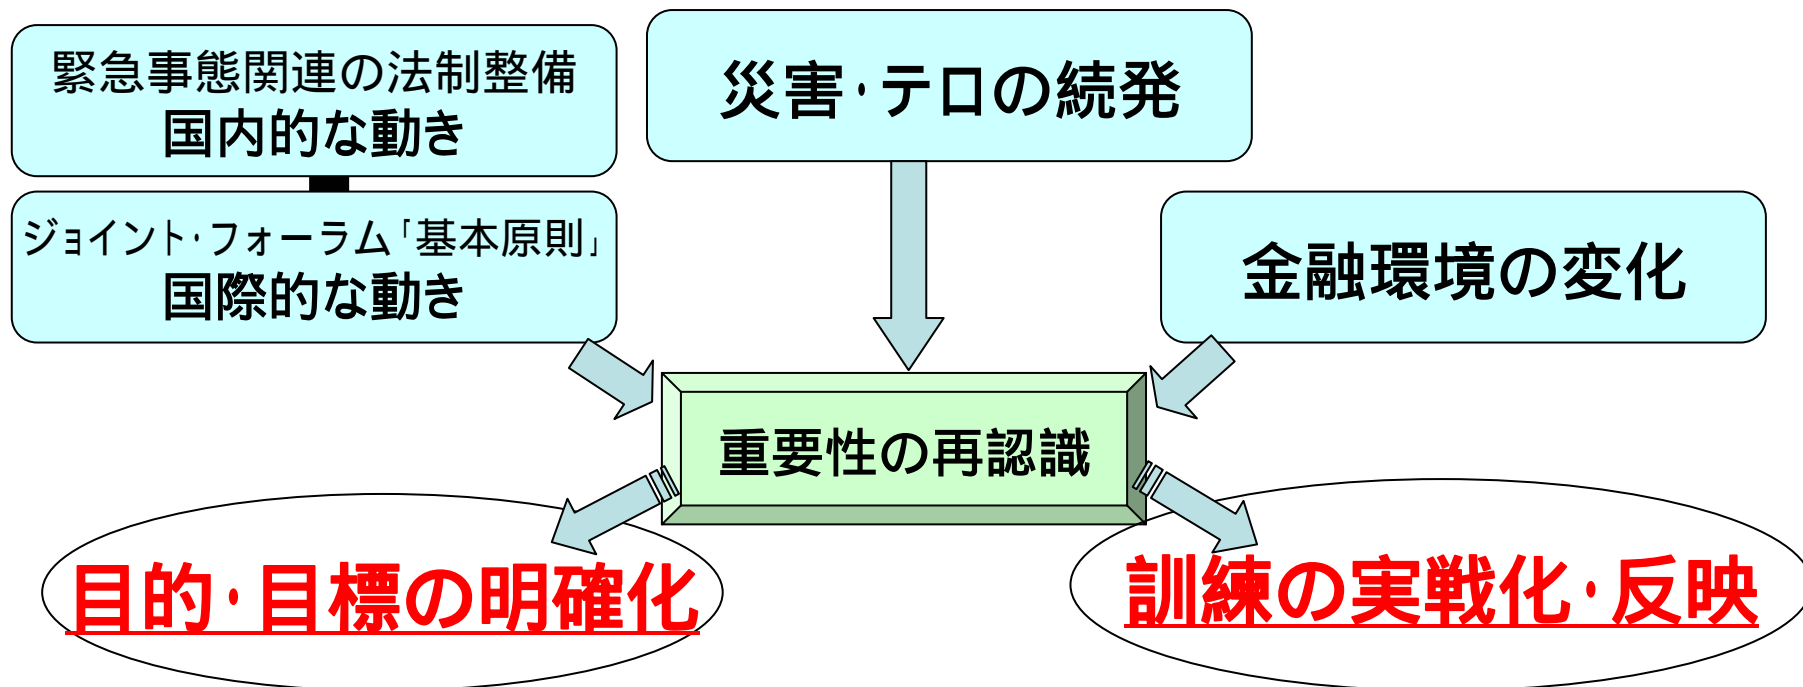 緊急事態関連の法制整備
国内的な動き
ジョイント・フォーラム「基本原則」
国際的な動き
災害・テロの続発
金融環境の変化
重要性の再認識
目的・目標の明確化
訓練の実戦化・反映